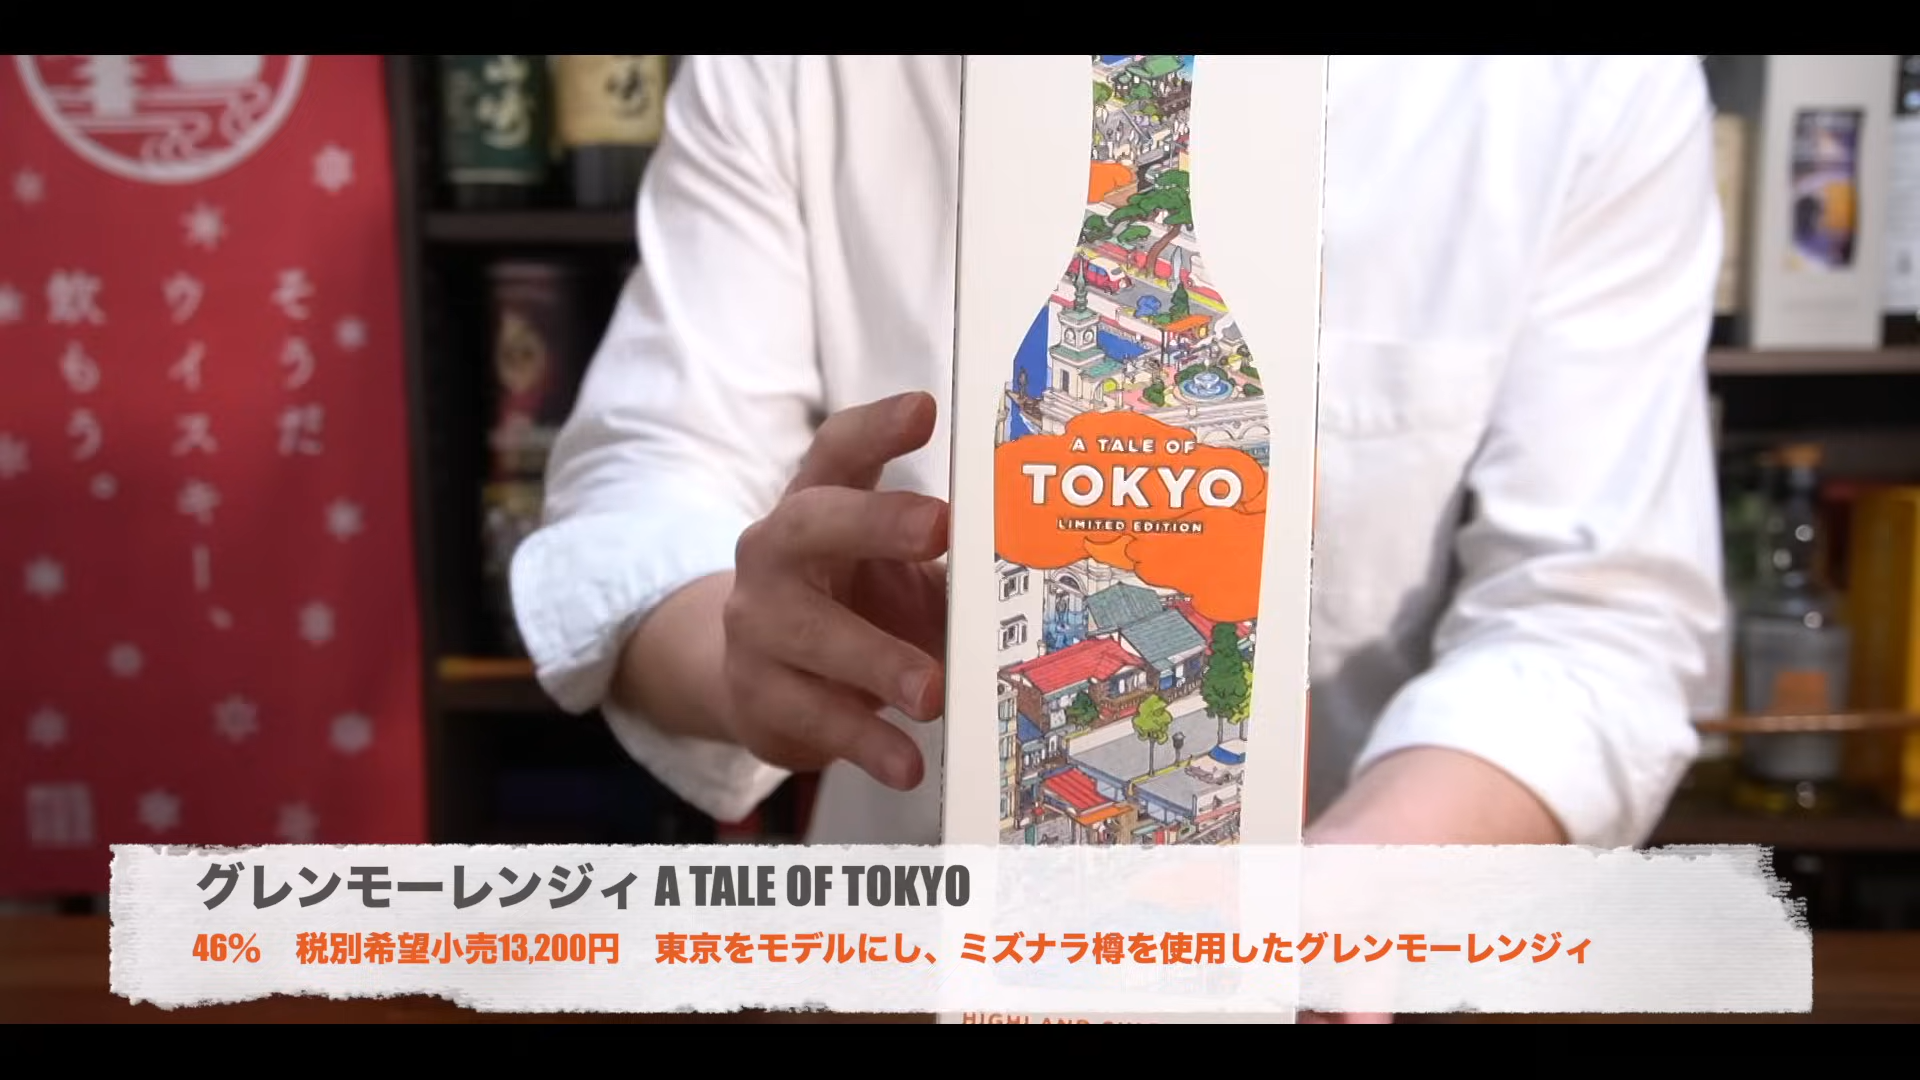 そうだ
ウイスキー、
飲もう。
山崎
A TALE OF
TOKYO
LIMITED EDITION
グレンモーレンジィ A TALE OF TOKYO
46%　税別希望小売13,200円　東京をモデルにし、ミズナラ樽を使用したグレンモーレンジィ